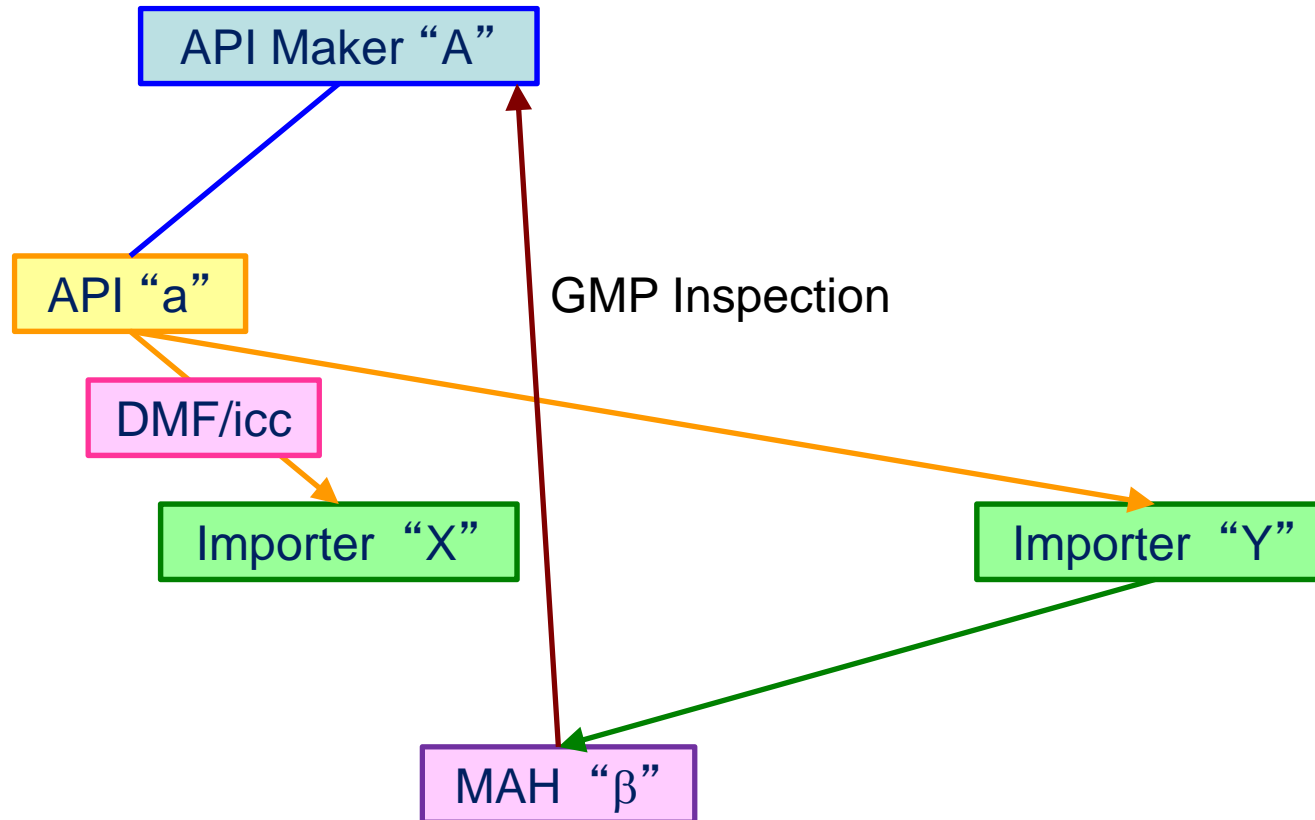 API Maker “A”
API “a”
GMP Inspection
DMF/icc
Importer “X”
Importer “Y”
MAH “β”